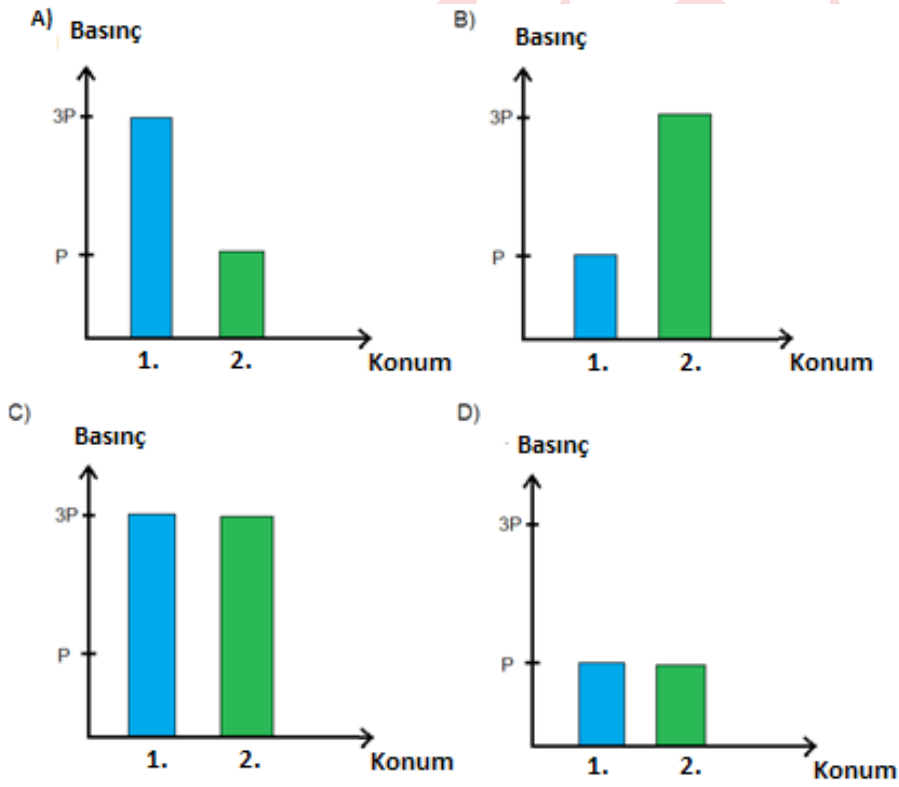 A)
Basınç
3P
P
1. 2. Konum
B)
Basınç
3P
P
1. 2. Konum
C)
Basınç
3P
P
1. 2. Konum
D)
Basınç
3P
P
1. 2. Konum